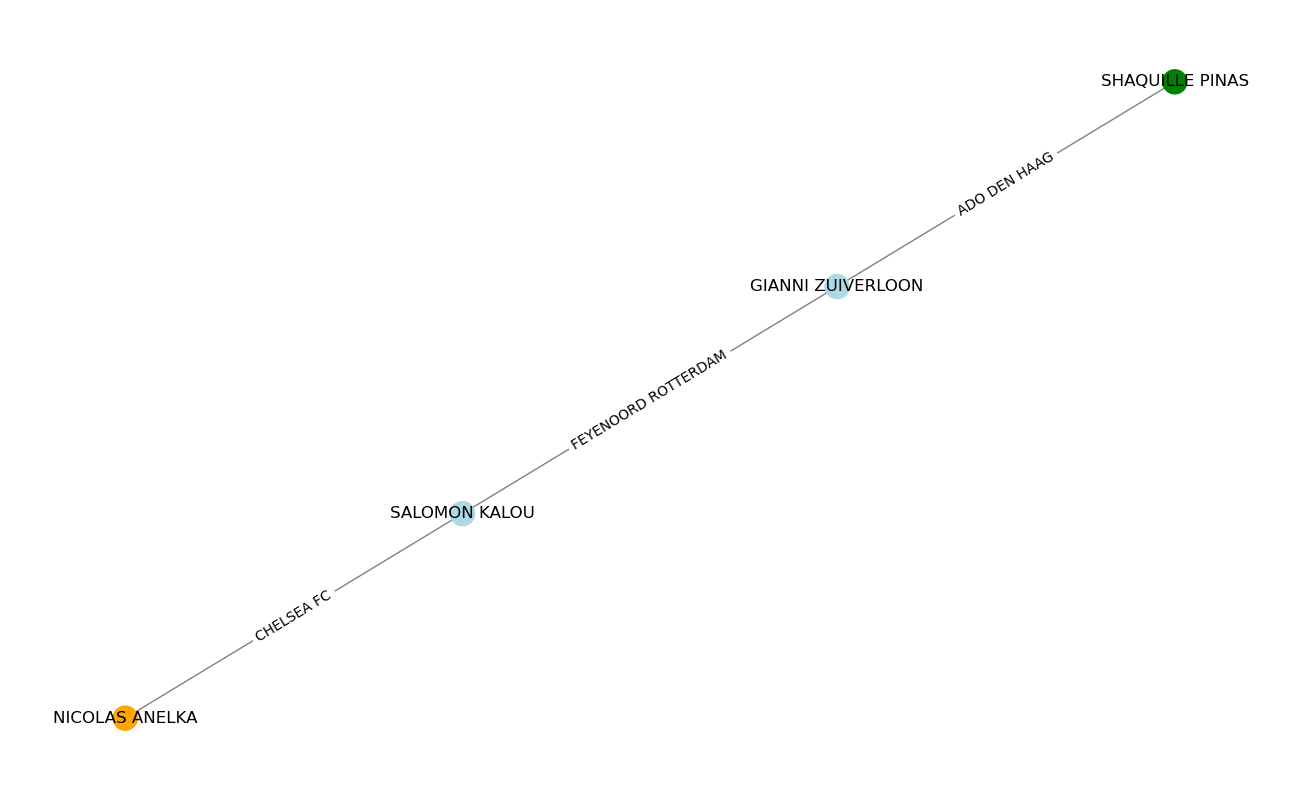 SHAQUILLE PINAS
ADO DEN HAAG
GIANNI ZUIVERLOON
FEYENOORD ROTTERDAM
SALOMON KALOU
CHELSEA FC
NICOLAS ANELKA